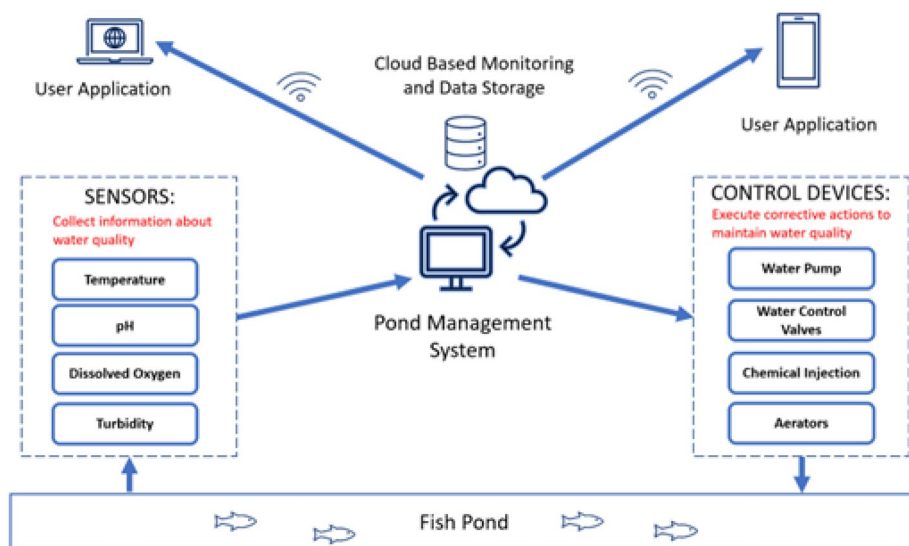 User Application
Cloud Based Monitoring
and Data Storage
User Application
SENSORS:
Collect information about
water quality
Temperature
pH
Dissolved Oxygen
Turbidity
Pond Management
System
CONTROL DEVICES:
Execute corrective actions to
maintain water quality
Water Pump
Water Control
Valves
Chemical Injection
Aerators
Fish Pond